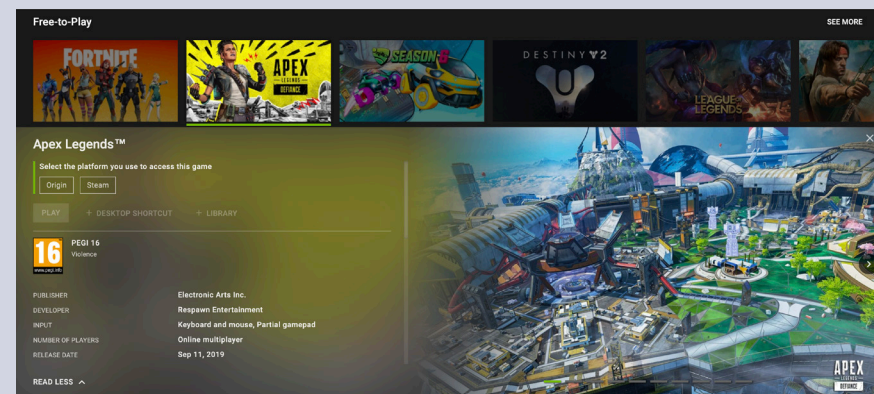 Free-to-Play
SEE MORE
FORTNITE
APEX
LEGENDS
DEFIANCE
SEASON 6
DESTINY 2
LEAGUE OF
LEGENDS
Apex Legends™
Select the platform you use to access this game
Origin
Steam
PLAY
+ DESKTOP SHORTCUT
+ LIBRARY
16
www.pegi.info
PEGI 16
Violence
PUBLISHER Electronic Arts Inc.
DEVELOPER Respawn Entertainment
INPUT Keyboard and mouse, Partial gamepad
NUMBER OF PLAYERS Online multiplayer
RELEASE DATE Sep 11, 2019
READ LESS
APEX
LEGENDS
DEFIANCE